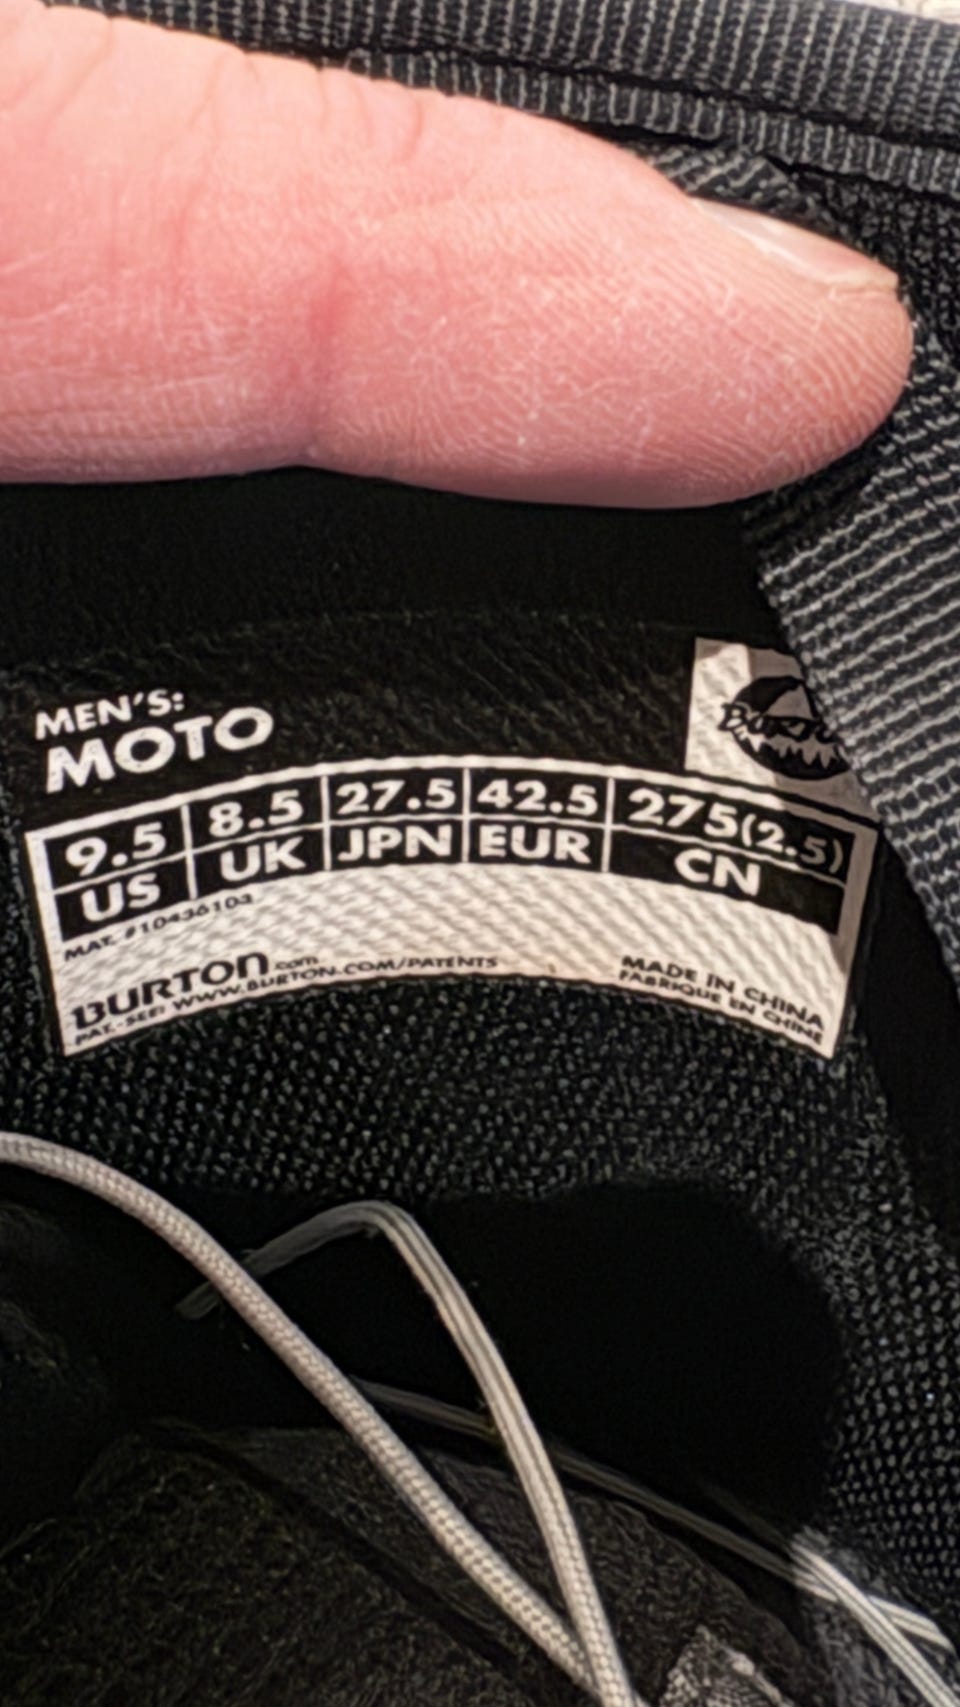 MEN'S:
MOTO
BURTON
9.5 8.5 27.5 42.5 275(2.5)
US UK JPN EUR CN
MAT. #10436103
BURTON.com
PAT.-SEE: WWW.BURTON.COM/PATENTS
MADE IN CHINA
FABRIQUE EN CHINE